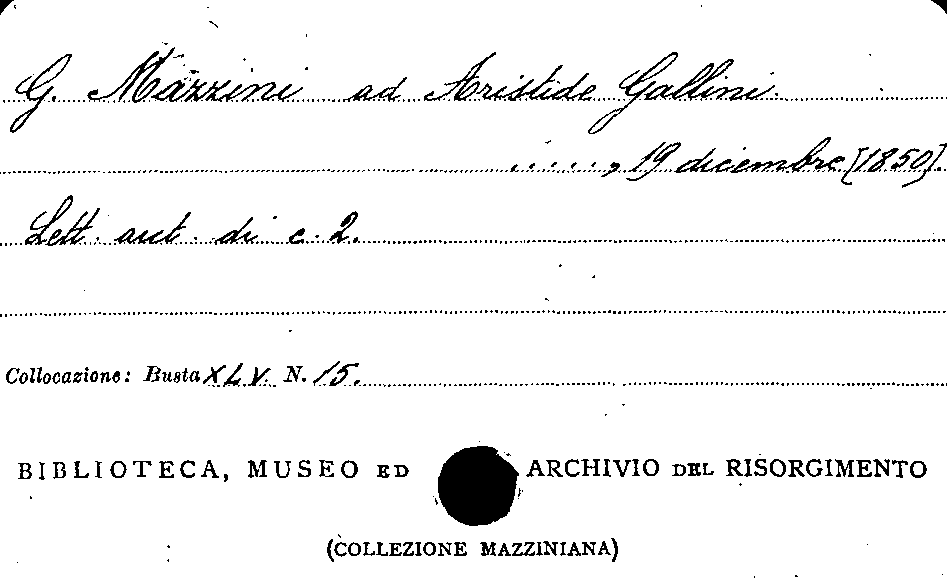 G. Mazzini ad Aristide Gallini.
....., 19 dicembre [1850].
Lett. aut. di c. 2.
Collocazione: Busta XLV. N. 15.
BIBLIOTECA, MUSEO ED ARCHIVIO DEL RISORGIMENTO
(COLLEZIONE MAZZINIANA)